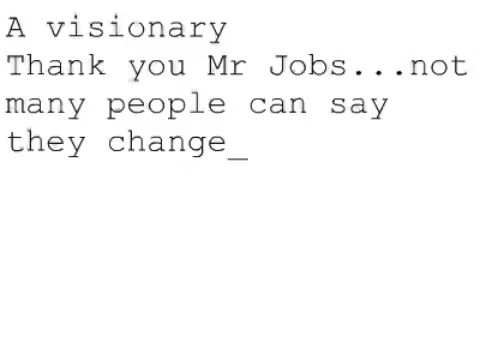 A visionary
Thank you Mr Jobs...not
many people can say
they change_